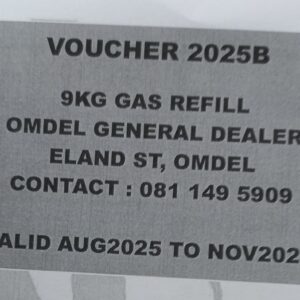 VOUCHER 2025B
9KG GAS REFILL
OMDEL GENERAL DEALER
ELAND ST, OMDEL
CONTACT : 081 149 5909
ALID AUG2025 TO NOV202